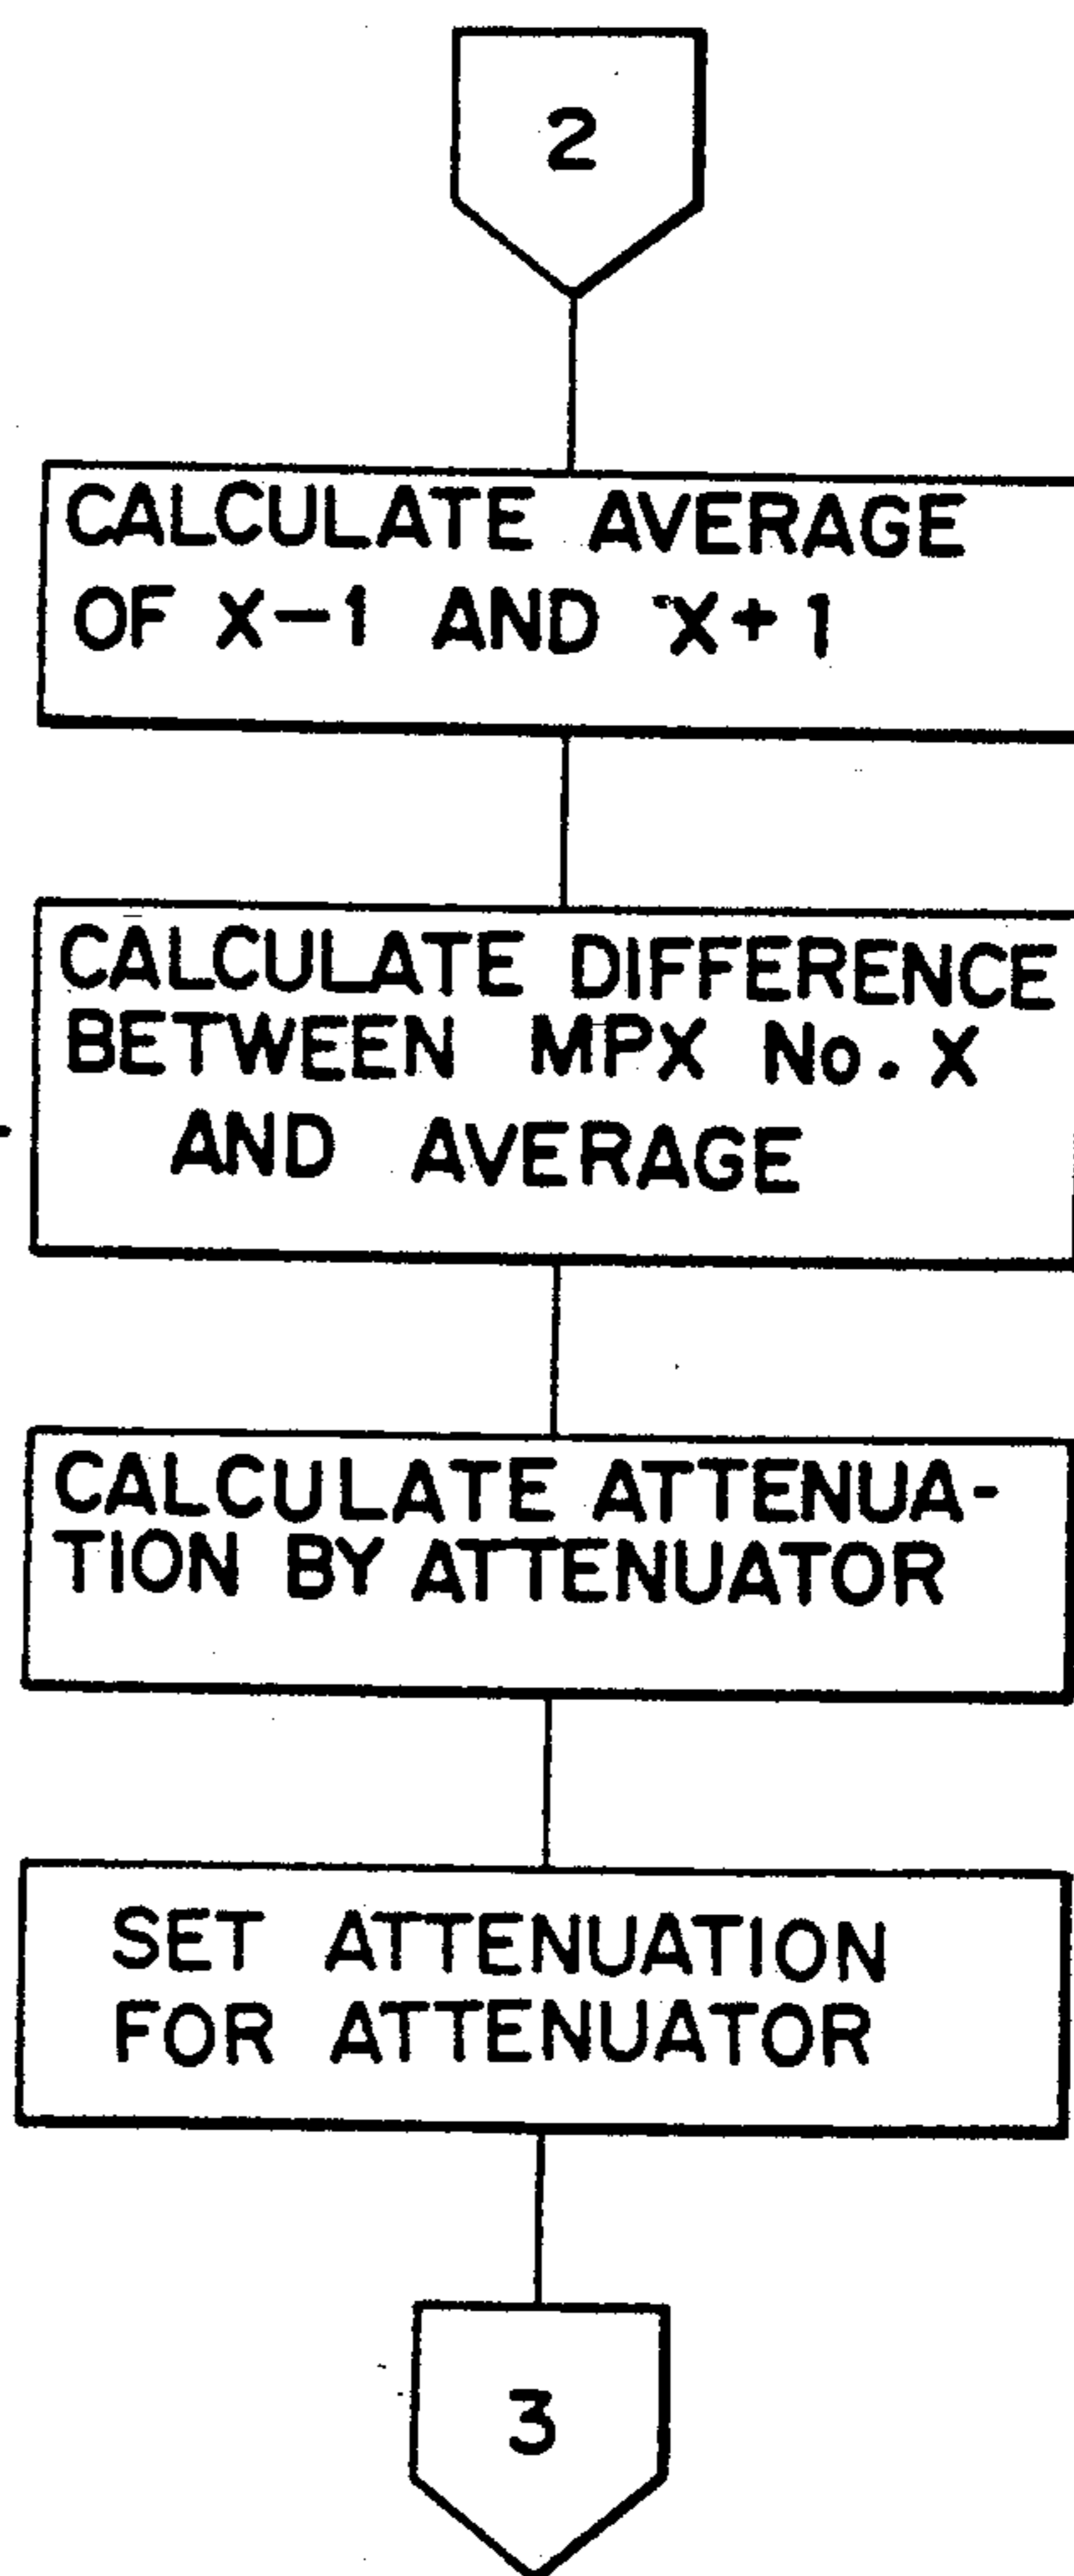 2
CALCULATE AVERAGE
OF X-1 AND X+1
CALCULATE DIFFERENCE
BETWEEN MPX No. X
AND AVERAGE
CALCULATE ATTENUA-
TION BY ATTENUATOR
SET ATTENUATION
FOR ATTENUATOR
3